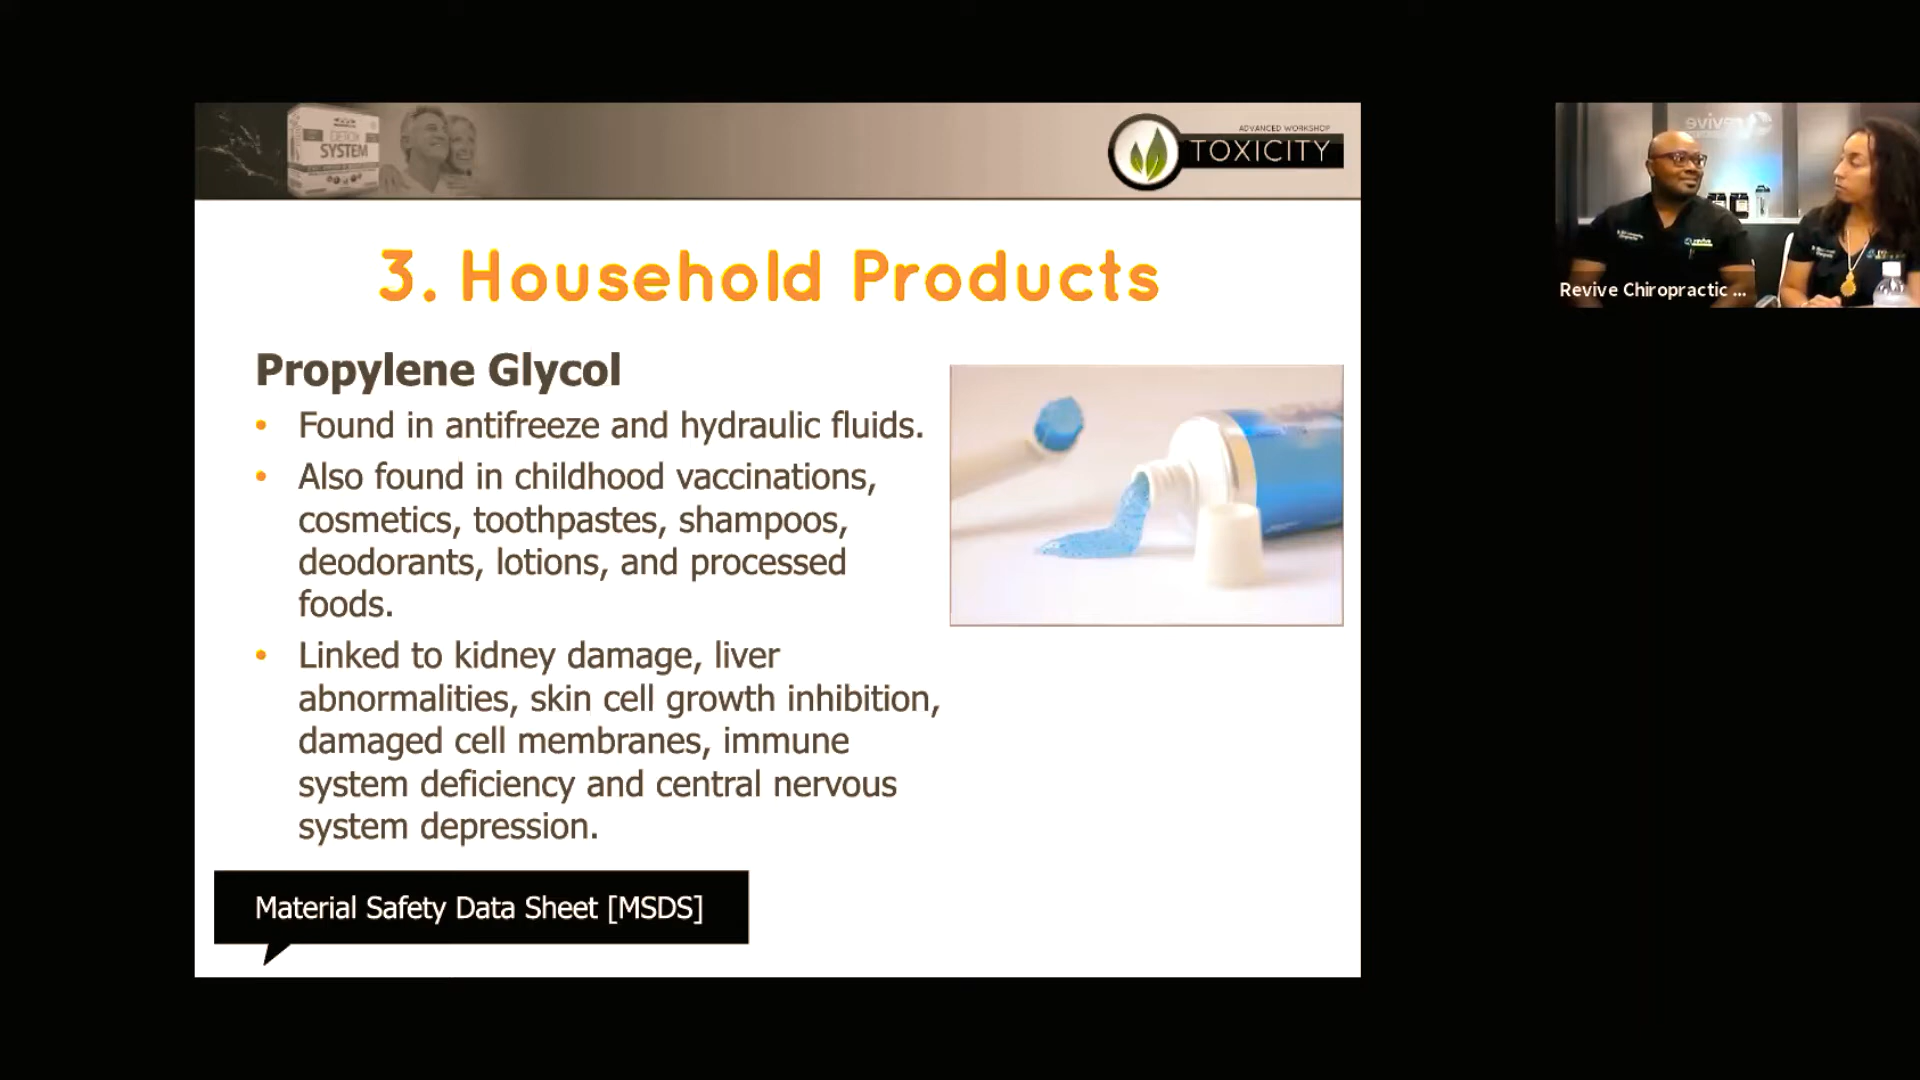 DETOX
SYSTEM
ADVANCED WORKSHOP
TOXICITY
3. Household Products
Propylene Glycol
• Found in antifreeze and hydraulic fluids.
• Also found in childhood vaccinations,
cosmetics, toothpastes, shampoos,
deodorants, lotions, and processed
foods.
• Linked to kidney damage, liver
abnormalities, skin cell growth inhibition,
damaged cell membranes, immune
system deficiency and central nervous
system depression.
Material Safety Data Sheet [MSDS]
revive
revive
Revive Chiropractic ...